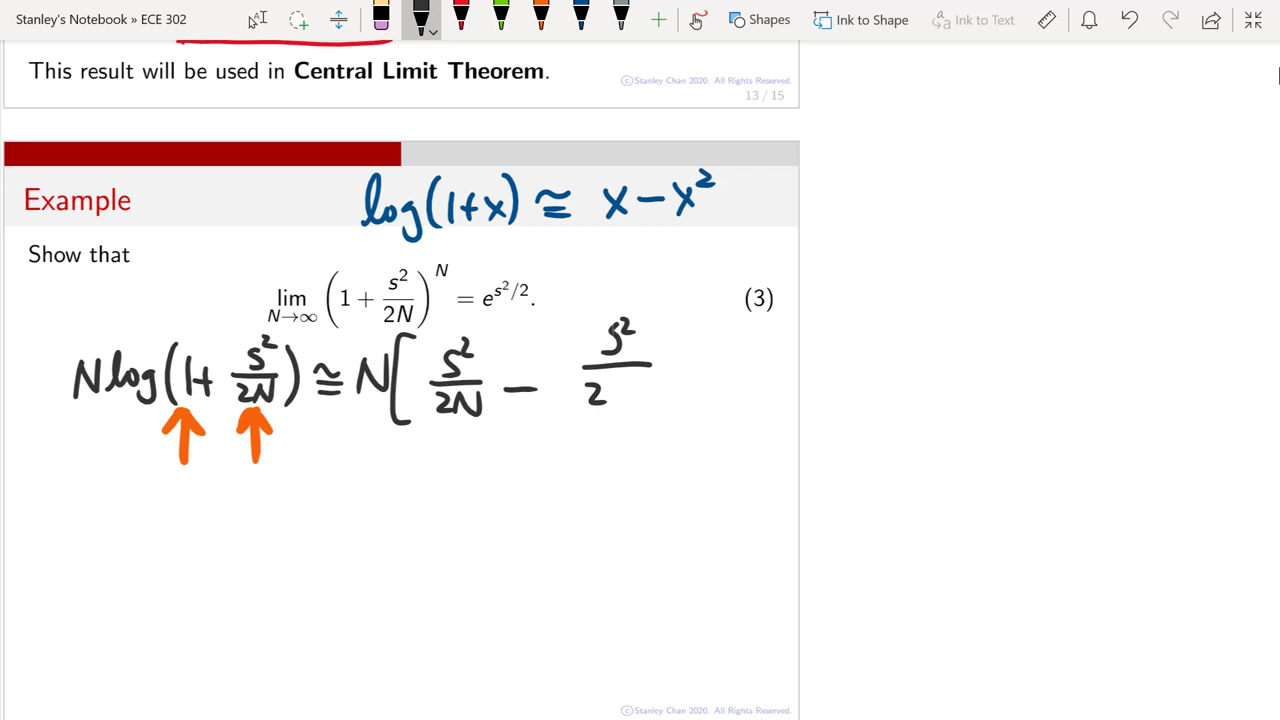 Stanley's Notebook » ECE 302
Shapes
Ink to Shape
Ink to Text
This result will be used in Central Limit Theorem.
©Stanley Chan 2020. All Rights Reserved.
13 / 15
Example
log(1+x) ≅ x − x²
Show that
lim N→∞ (1 + s²/2N)^N = e^{s²/2}. (3)
N log(1+ s²/2N) ≅ N[ s²/2N − s²/2
©Stanley Chan 2020. All Rights Reserved.